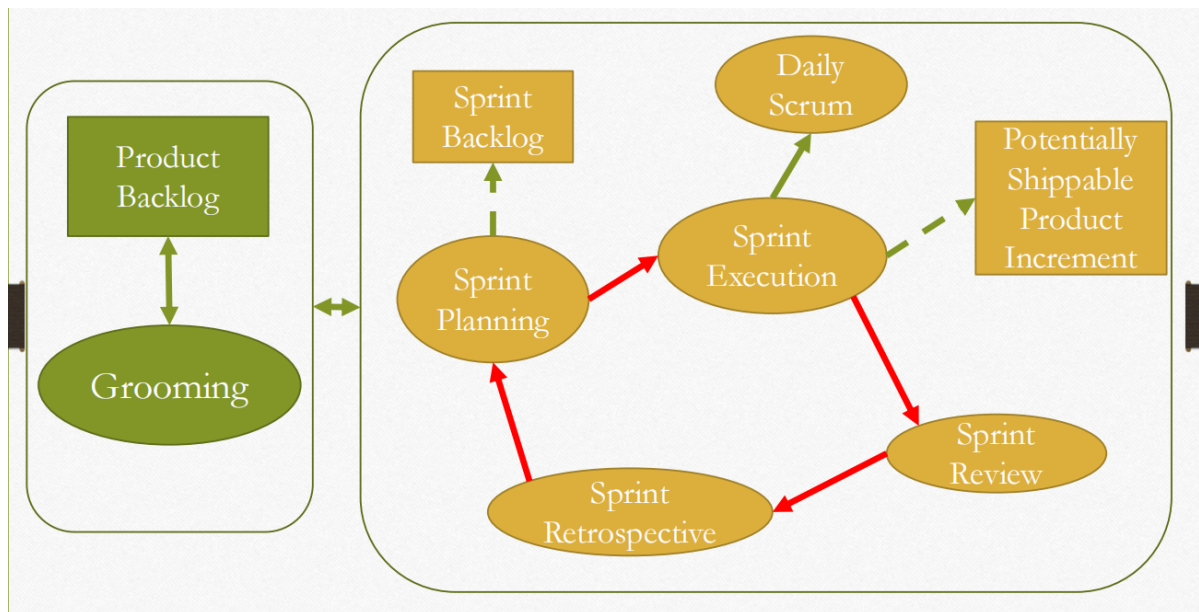 Product
Backlog
Grooming
Sprint
Backlog
Daily
Scrum
Potentially
Shippable
Product
Increment
Sprint
Planning
Sprint
Execution
Sprint
Review
Sprint
Retrospective